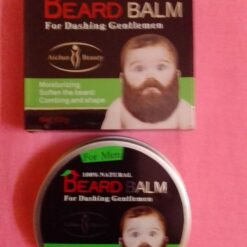 BEARD BALM
For Dashing Gentlemen
Aichun Beauty
Moisturizing
Soften the beard
Combing and shape
For Men
100% NATURAL
BEARD BALM
For Dashing Gentlemen